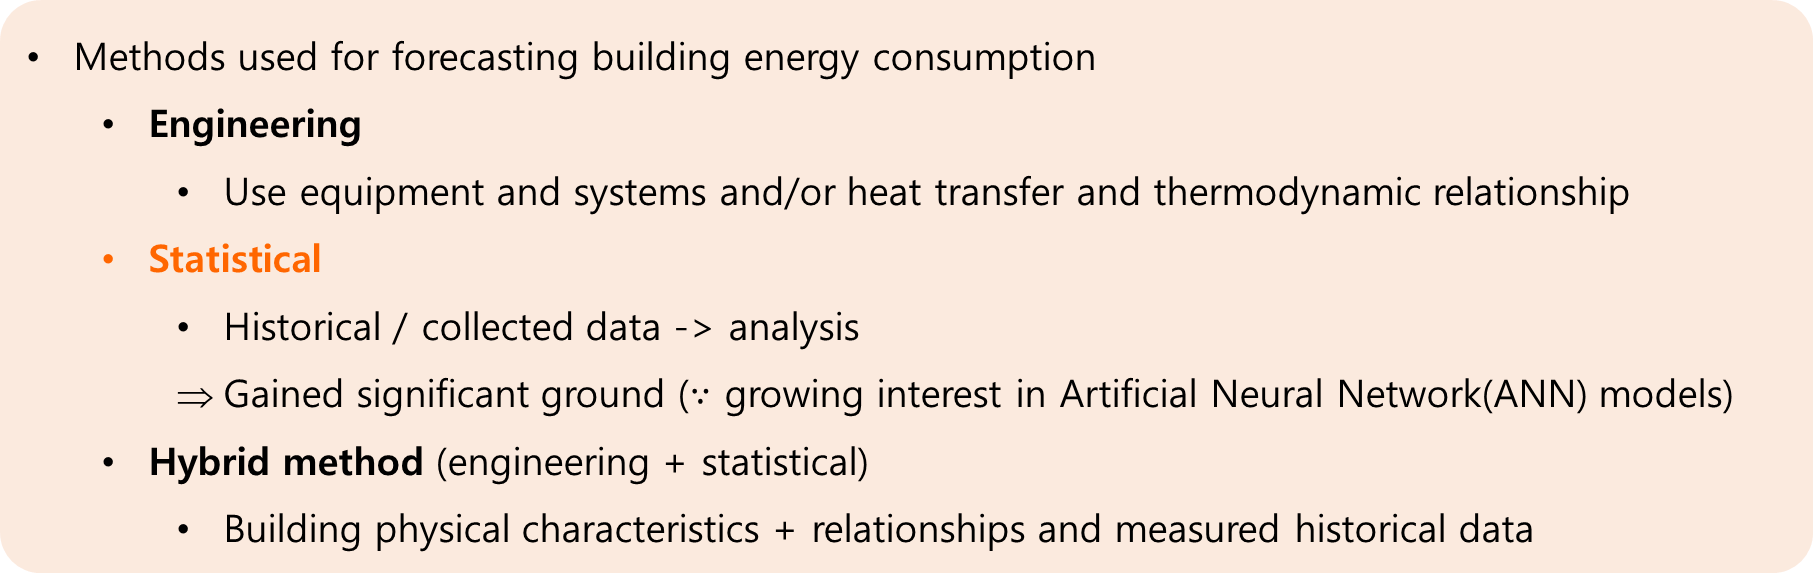 • Methods used for forecasting building energy consumption
• Engineering
• Use equipment and systems and/or heat transfer and thermodynamic relationship
• Statistical
• Historical / collected data -> analysis
⇒ Gained significant ground (∵ growing interest in Artificial Neural Network(ANN) models)
• Hybrid method (engineering + statistical)
• Building physical characteristics + relationships and measured historical data